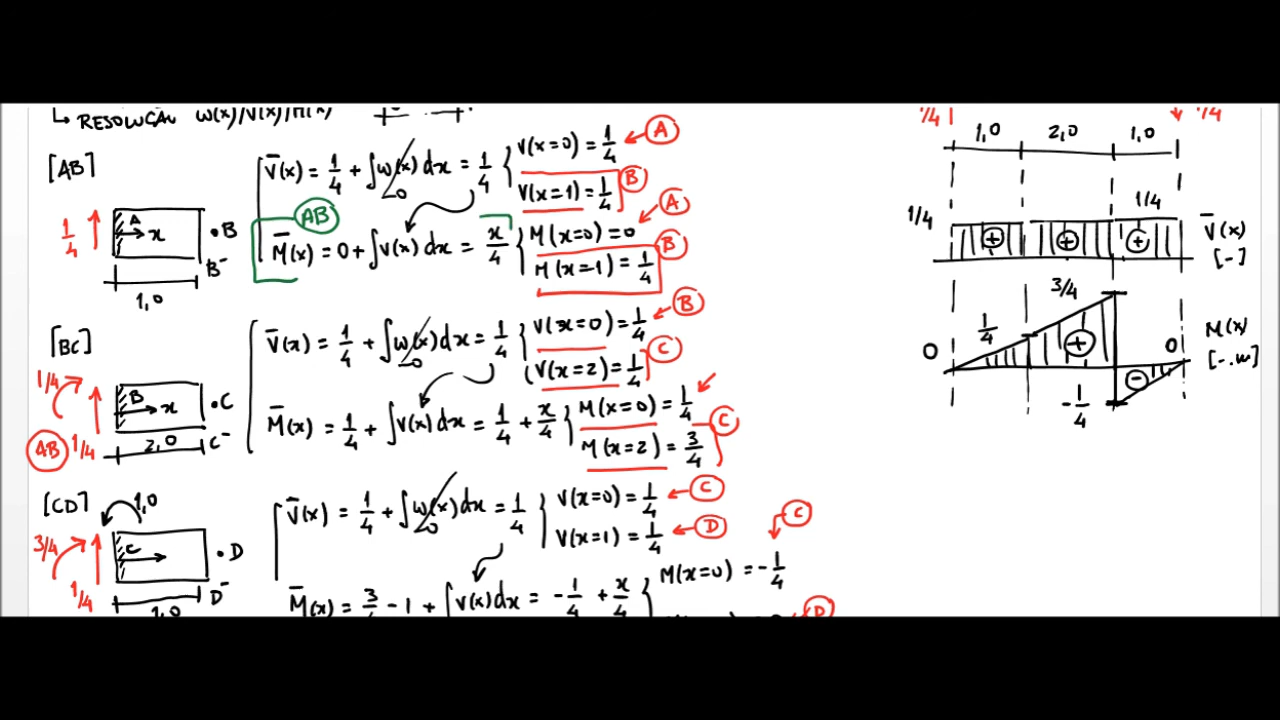 ↳ RESOLUÇÃO W(x)/V(x)/M(x)
[AB]
V̄(x) = 1/4 + ∫w(x)dx = 1/4 { V(x=0) = 1/4 ← A
0
V(x=1) = 1/4 B
AB
1/4 A x •B
B⁻
1,0
M̄(x) = 0 + ∫V(x)dx = x/4 { M(x=0) = 0 A
M(x=1) = 1/4 B
[BC]
V̄(x) = 1/4 + ∫w(x)dx = 1/4 { V(x=0) = 1/4 ← B
0
V(x=2) = 1/4 C
1/4 B x •C
AB 1/4 2,0 C⁻
M̄(x) = 1/4 + ∫V(x)dx = 1/4 + x/4 { M(x=0) = 1/4
M(x=2) = 3/4 C
[CD] 1,0
V̄(x) = 1/4 + ∫w(x)dx = 1/4 { V(x=0) = 1/4 ← C
0
V(x=1) = 1/4 ← D
3/4 C •D
1/4 D⁻
1,0
M̄(x) = 3/4 - 1 + ∫V(x)dx = -1/4 + x/4 { M(x=0) = -1/4 C
D
1/4 1/4
1,0 2,0 1,0
1/4 1/4
+ + + V̄(x)
[-]
3/4
0 1/4 + 0 M(x)
[-.m]
-
-1/4